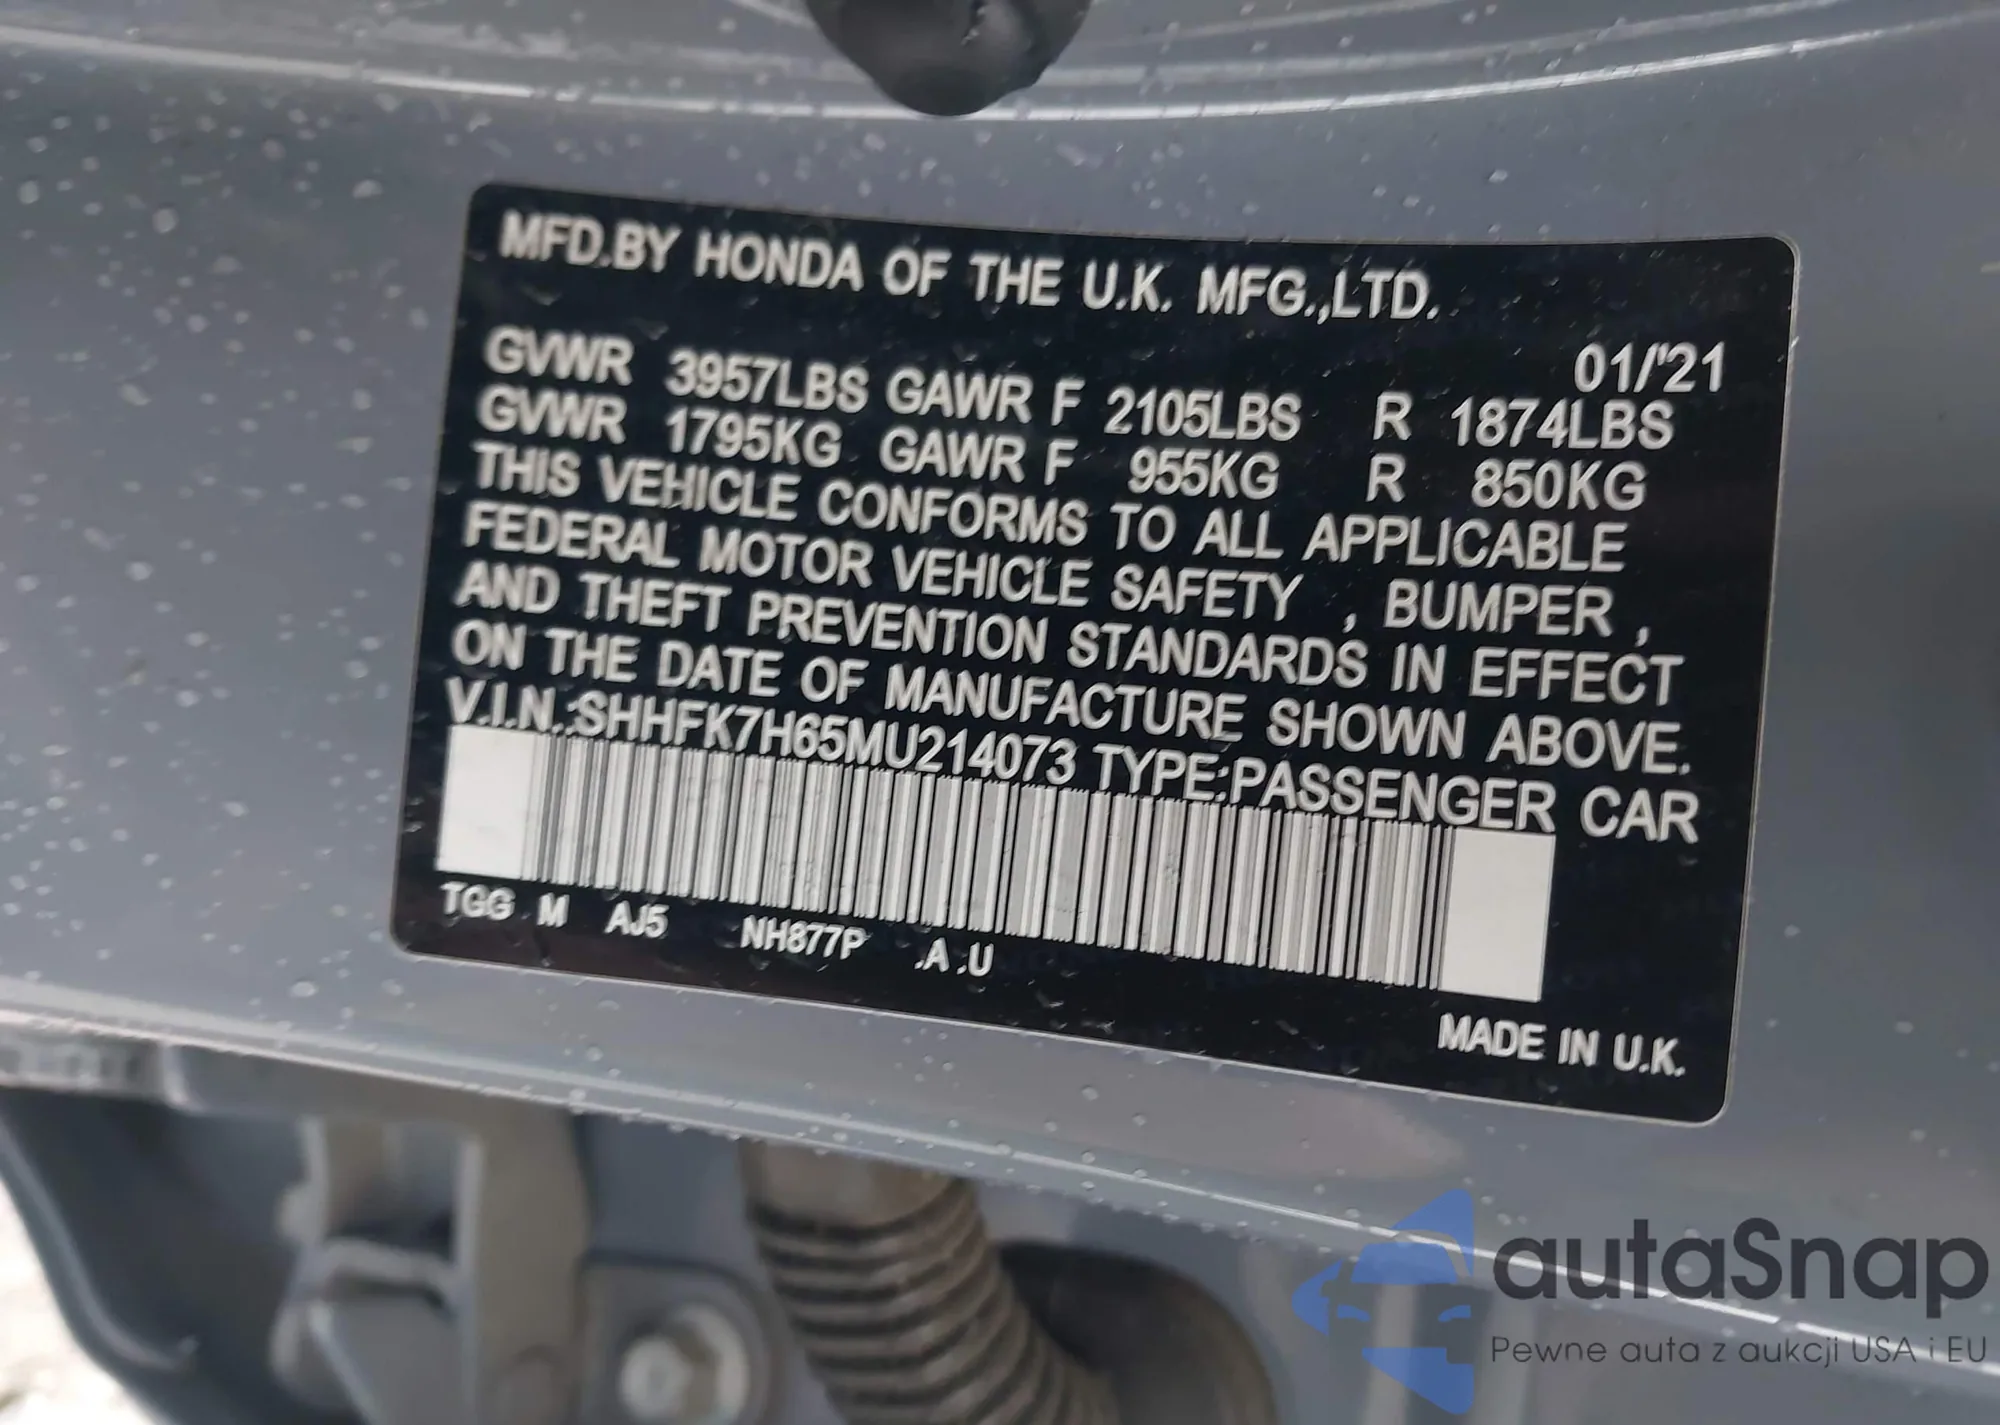 MFD.BY HONDA OF THE U.K. MFG.,LTD.
01/'21
GVWR 3957LBS GAWR F 2105LBS R 1874LBS
GVWR 1795KG GAWR F 955KG R 850KG
THIS VEHICLE CONFORMS TO ALL APPLICABLE
FEDERAL MOTOR VEHICLE SAFETY , BUMPER ,
AND THEFT PREVENTION STANDARDS IN EFFECT
ON THE DATE OF MANUFACTURE SHOWN ABOVE.
V.I.N.:SHHFK7H65MU214073 TYPE:PASSENGER CAR
TGG M AJ5 NH877P .A .U
MADE IN U.K.
autaSnap
Pewne auta z aukcji USA i EU